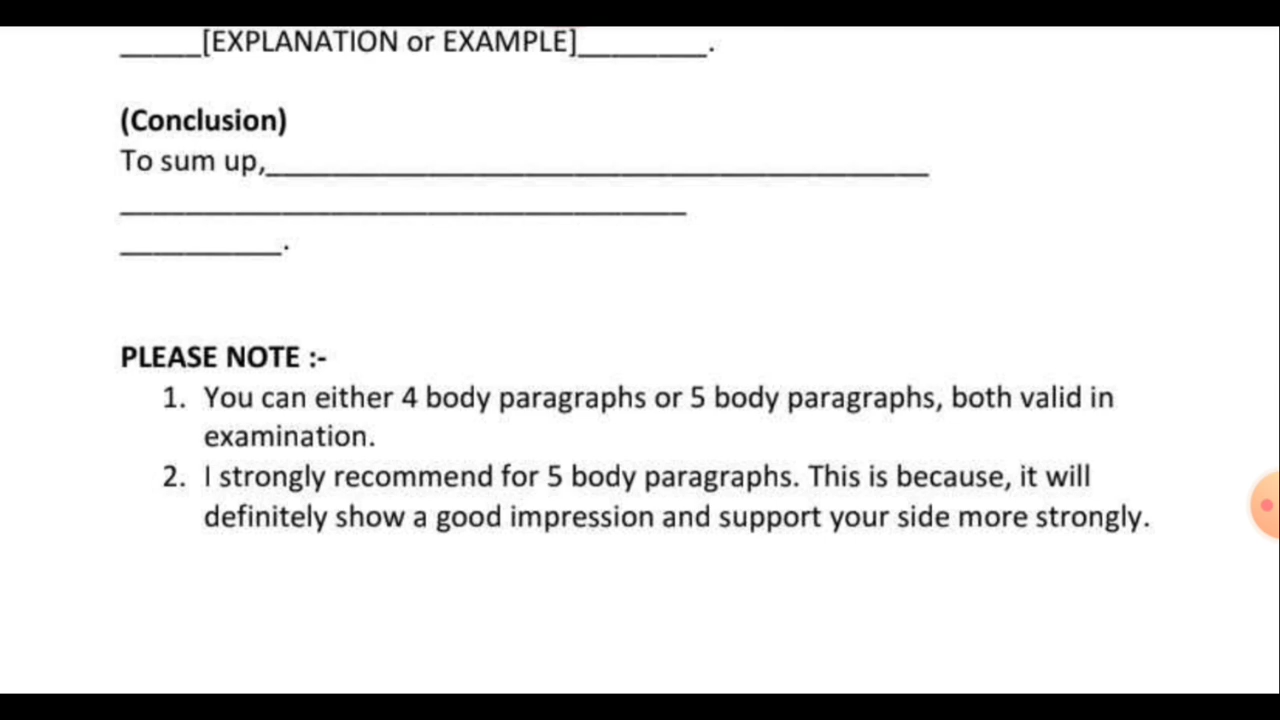 _____[EXPLANATION or EXAMPLE]________.
(Conclusion)
To sum up,_________________________________________
___________________________________
__________.
PLEASE NOTE :-
1. You can either 4 body paragraphs or 5 body paragraphs, both valid in
examination.
2. I strongly recommend for 5 body paragraphs. This is because, it will
definitely show a good impression and support your side more strongly.